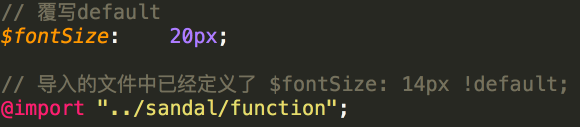 // 覆写default
$fontSize:    20px;
// 导入的文件中已经定义了 $fontSize: 14px !default;
@import "../sandal/function";